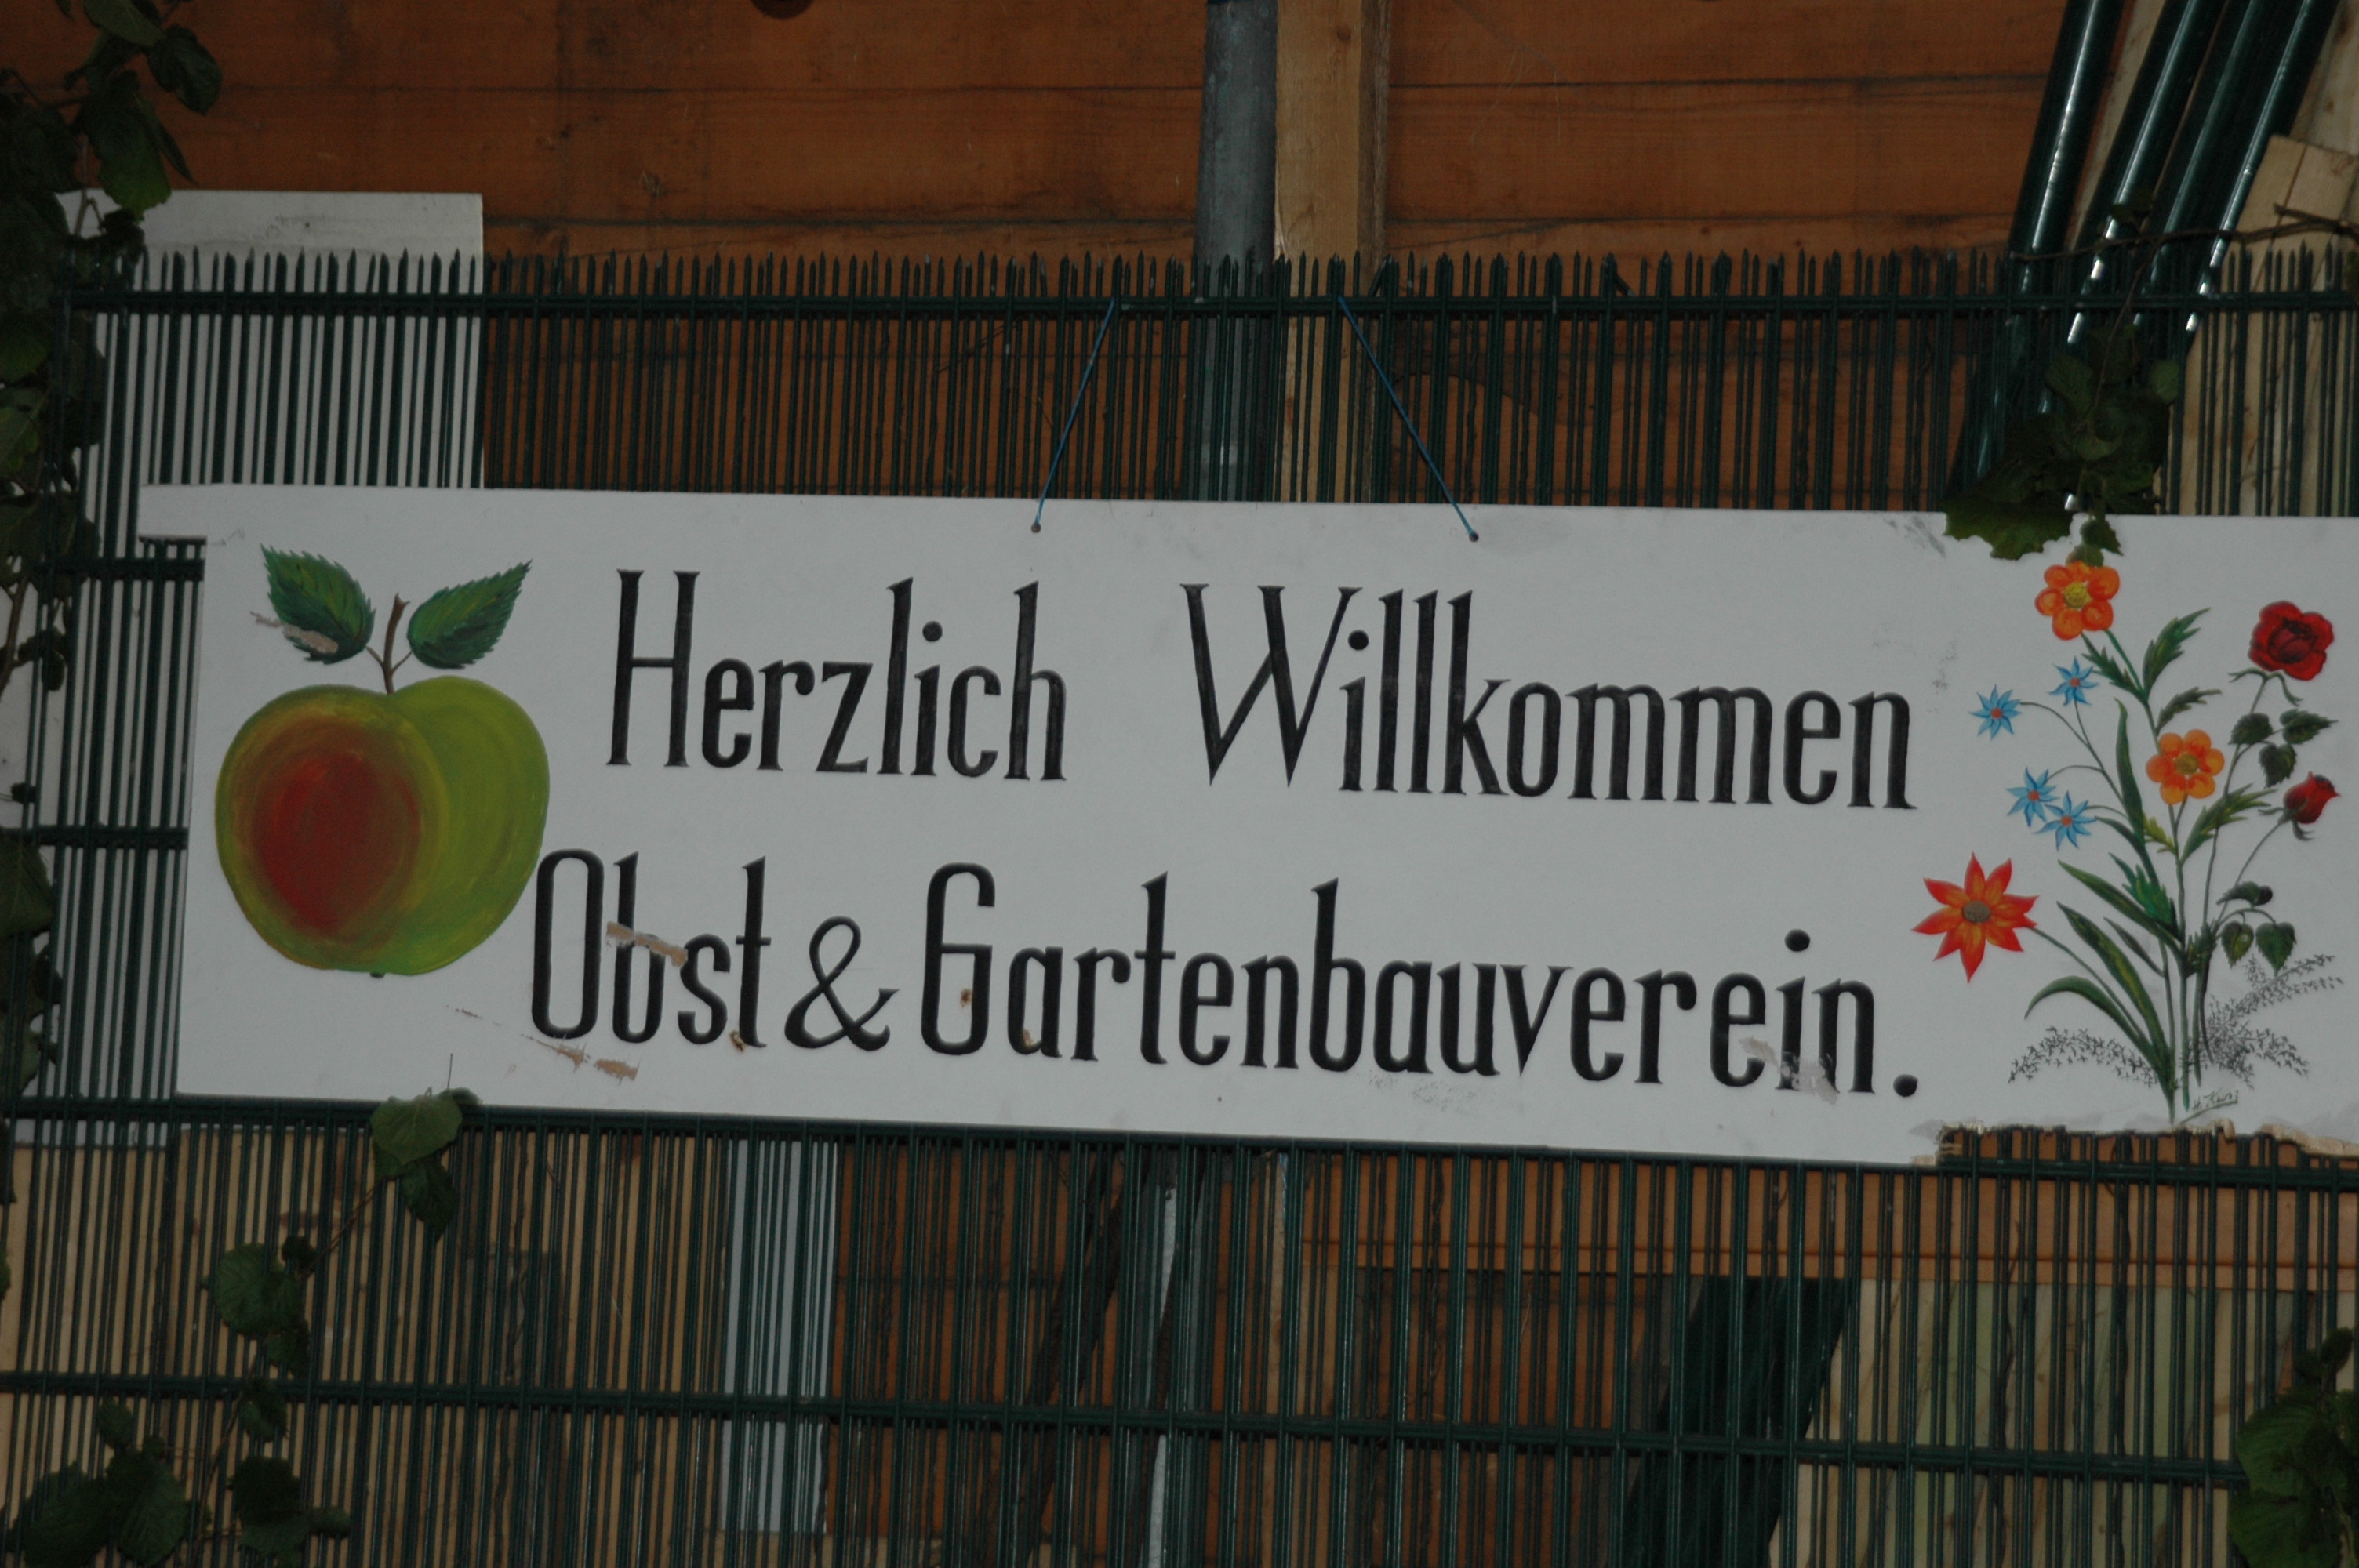 Herzlich Willkommen
Obst & Gartenbauverein.